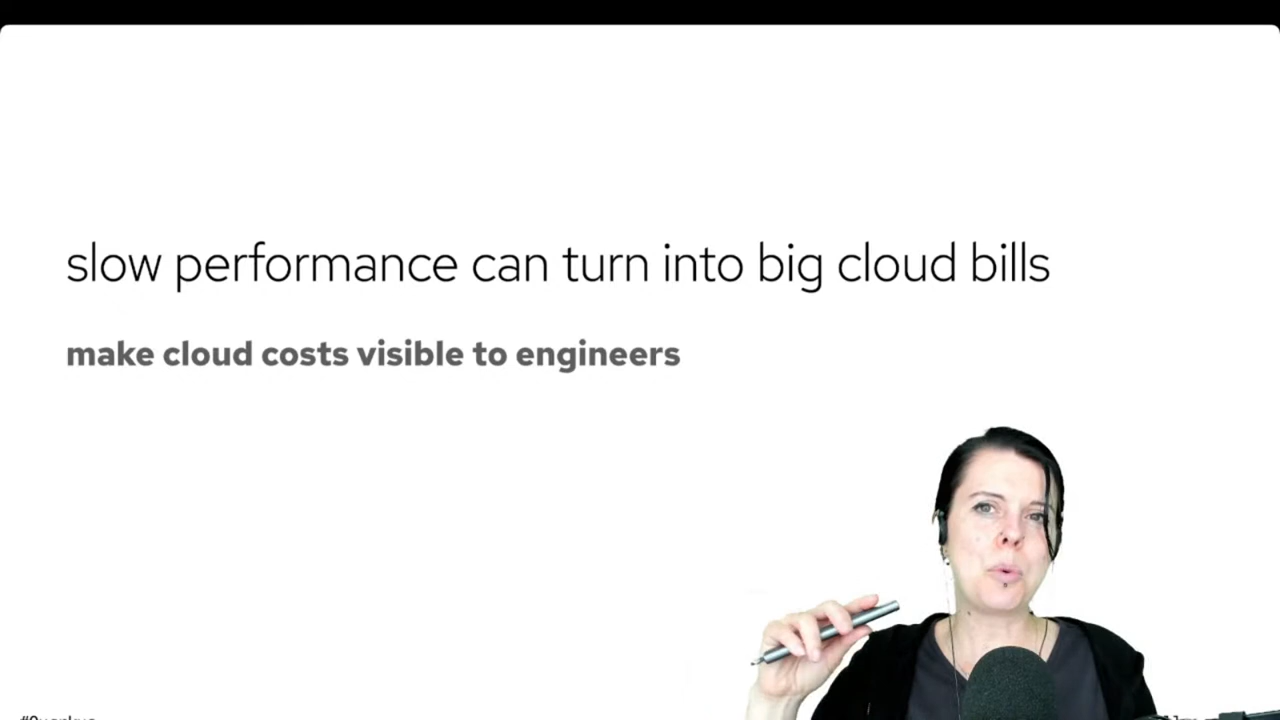 slow performance can turn into big cloud bills
make cloud costs visible to engineers